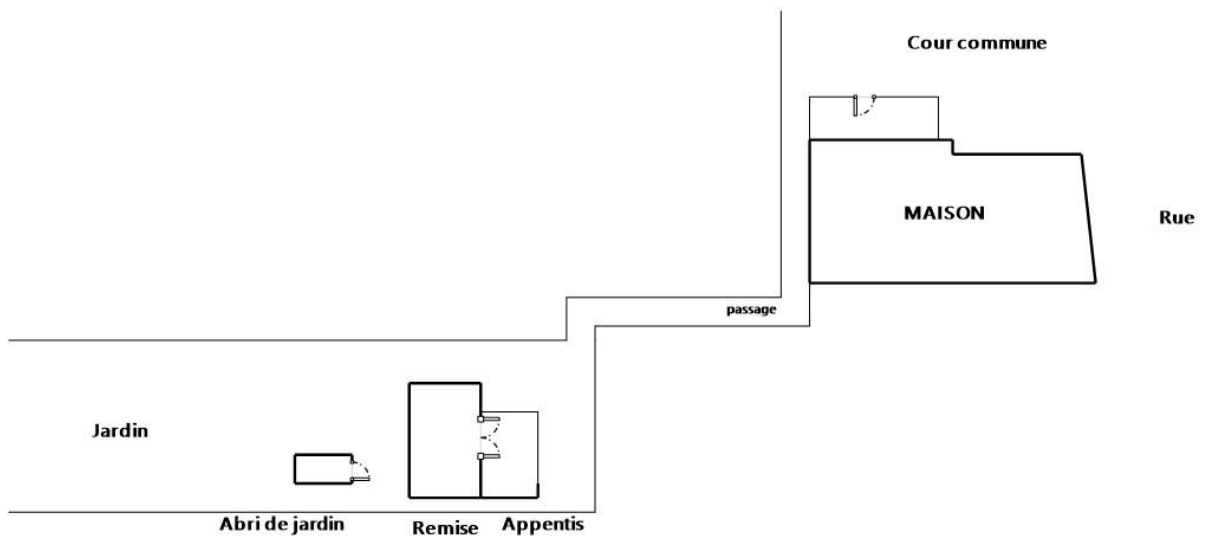 Cour commune
MAISON
Rue
passage
Jardin
Abri de jardin
Remise
Appentis